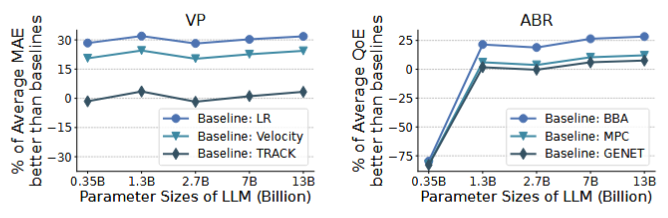 VP
% of Average MAE
better than baselines
30
15
0
−15
−30
Baseline: LR
Baseline: Velocity
Baseline: TRACK
0.35B 1.3B 2.7B 7B 13B
Parameter Sizes of LLM (Billion)
ABR
% of Average QoE
better than baselines
25
0
−25
−50
−75
Baseline: BBA
Baseline: MPC
Baseline: GENET
0.35B 1.3B 2.7B 7B 13B
Parameter Sizes of LLM (Billion)